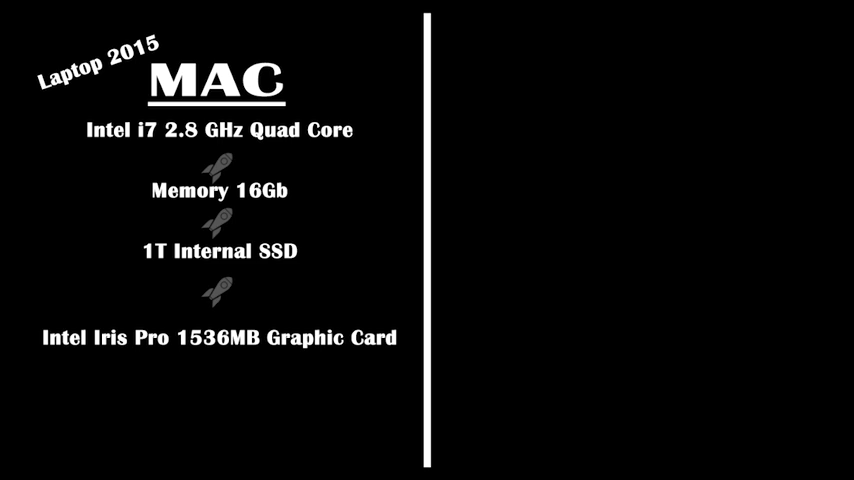 Laptop 2015
MAC
Intel i7 2.8 GHz Quad Core
Memory 16Gb
1T Internal SSD
Intel Iris Pro 1536MB Graphic Card